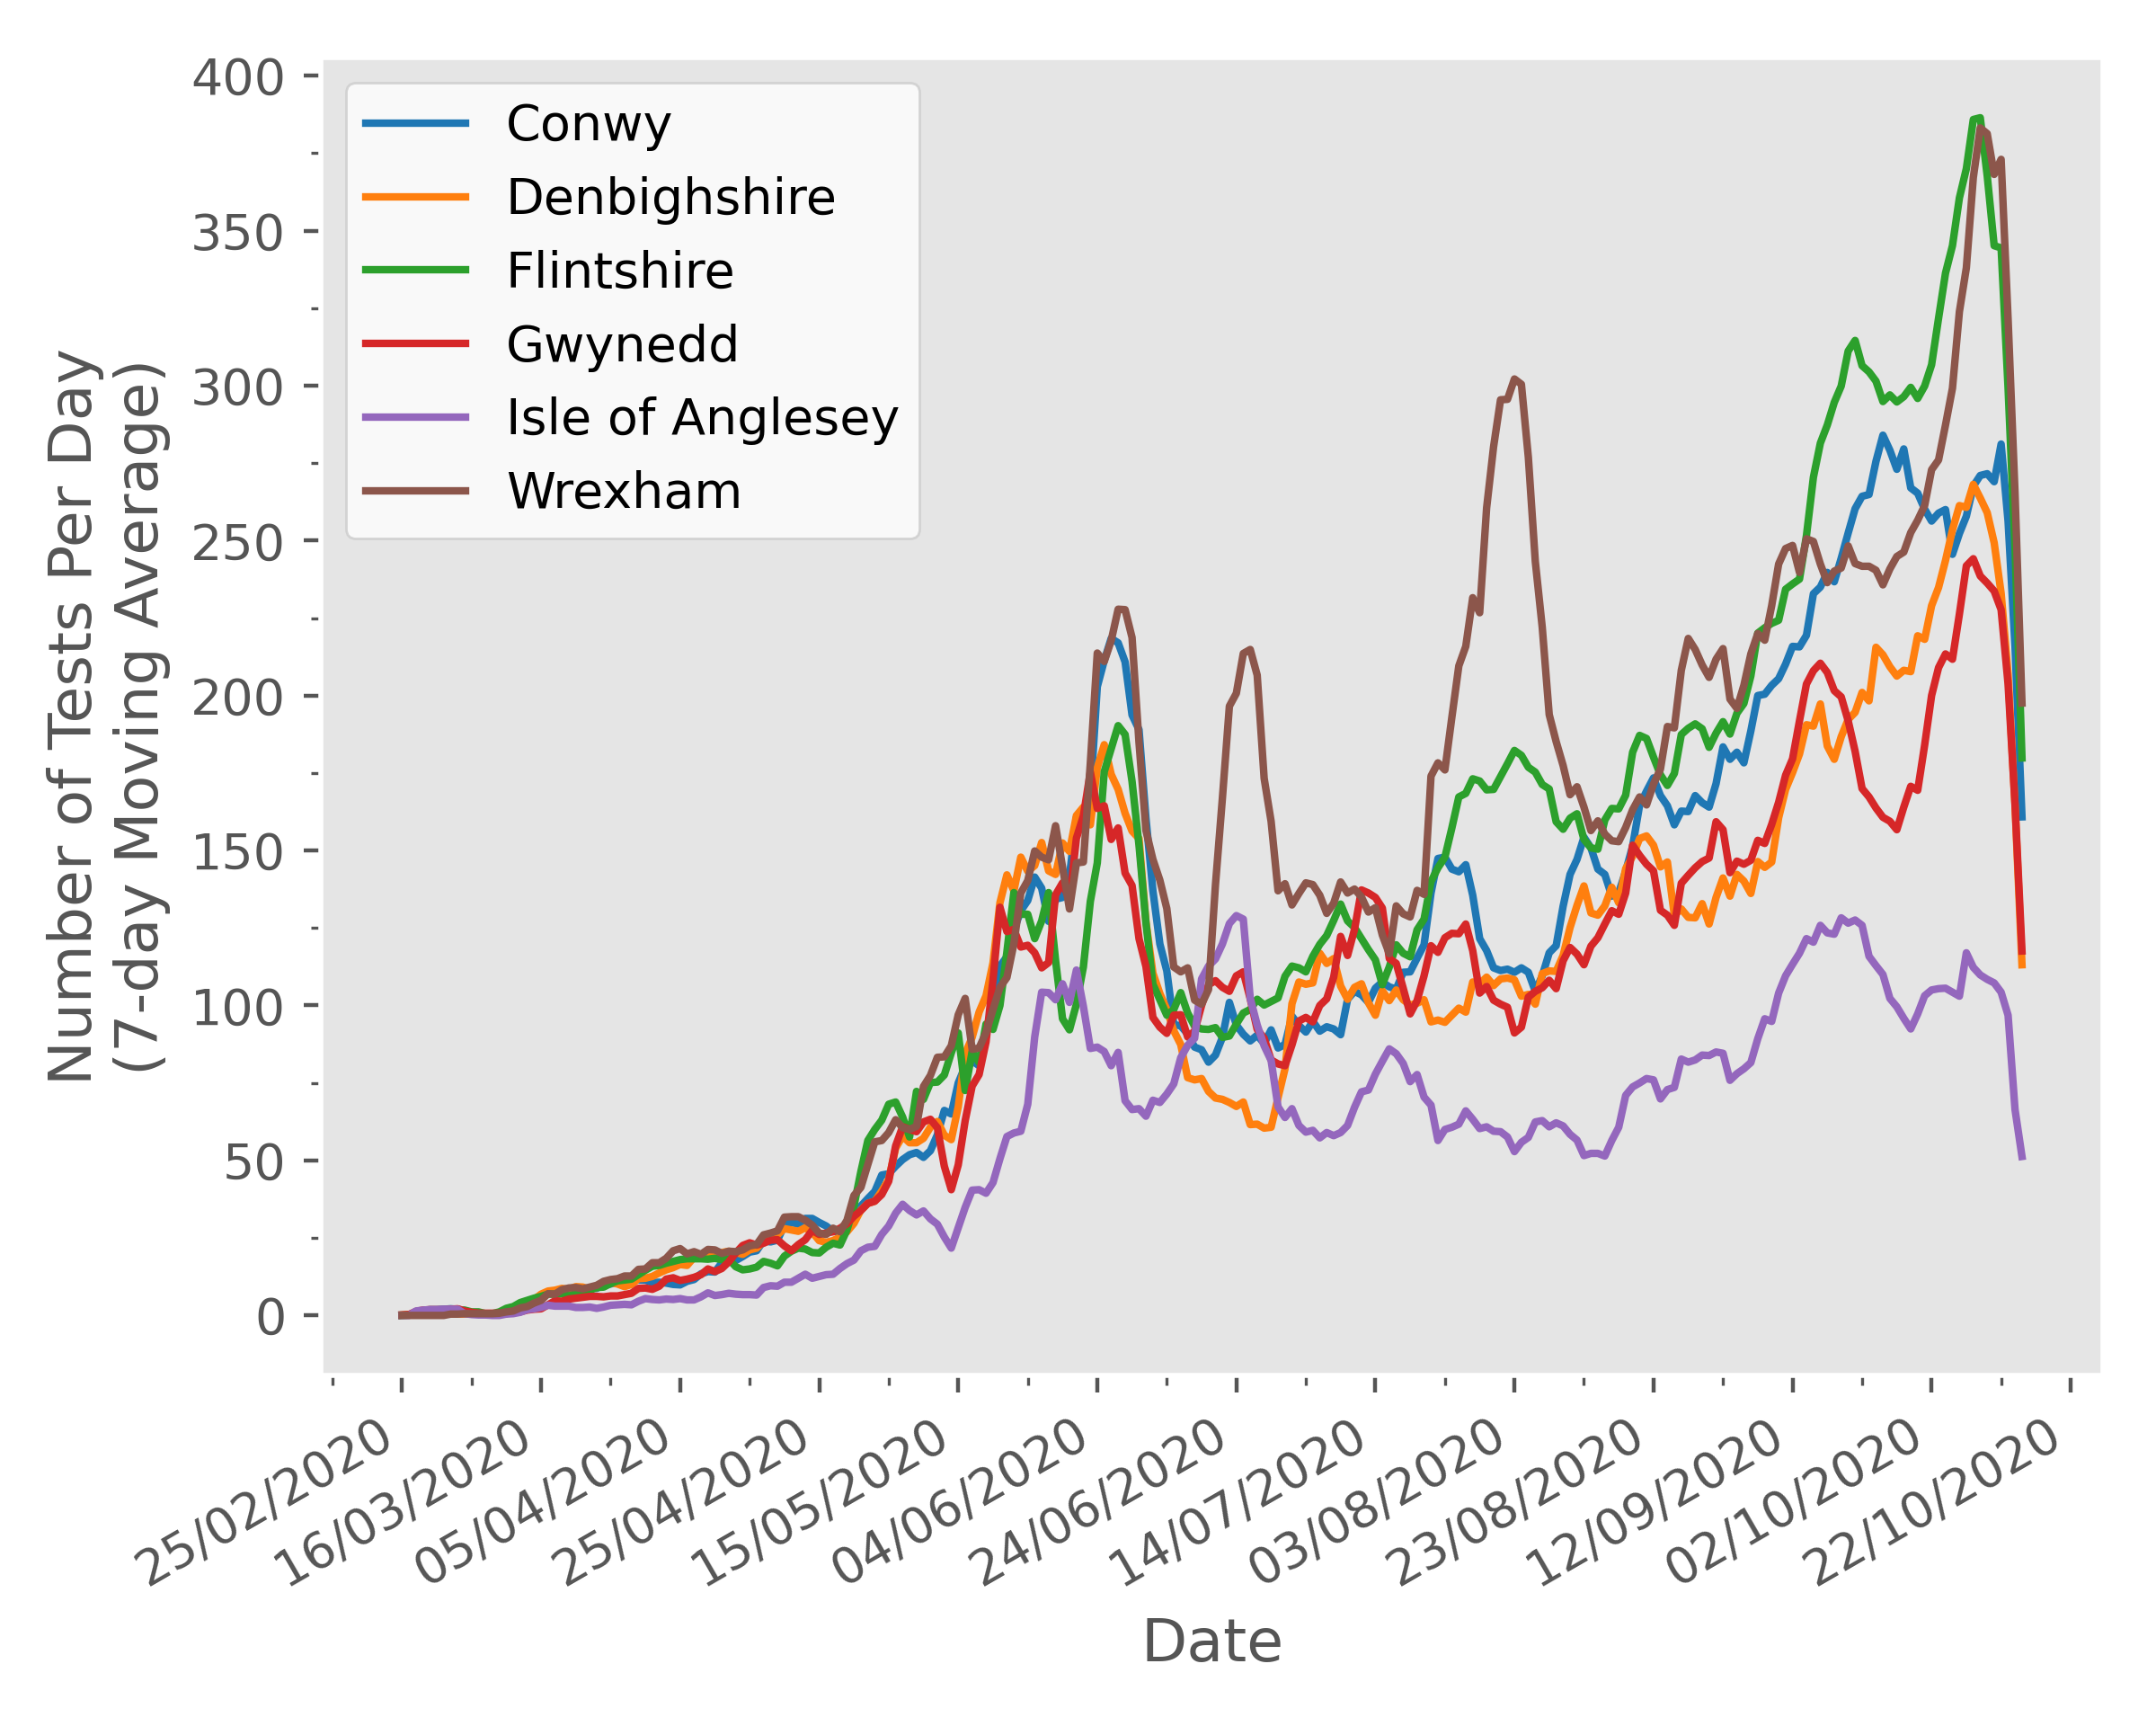 400
350
300
250
200
150
100
50
0
Number of Tests Per Day
(7-day Moving Average)
Conwy
Denbighshire
Flintshire
Gwynedd
Isle of Anglesey
Wrexham
25/02/2020
16/03/2020
05/04/2020
25/04/2020
15/05/2020
04/06/2020
24/06/2020
14/07/2020
03/08/2020
23/08/2020
12/09/2020
02/10/2020
22/10/2020
Date